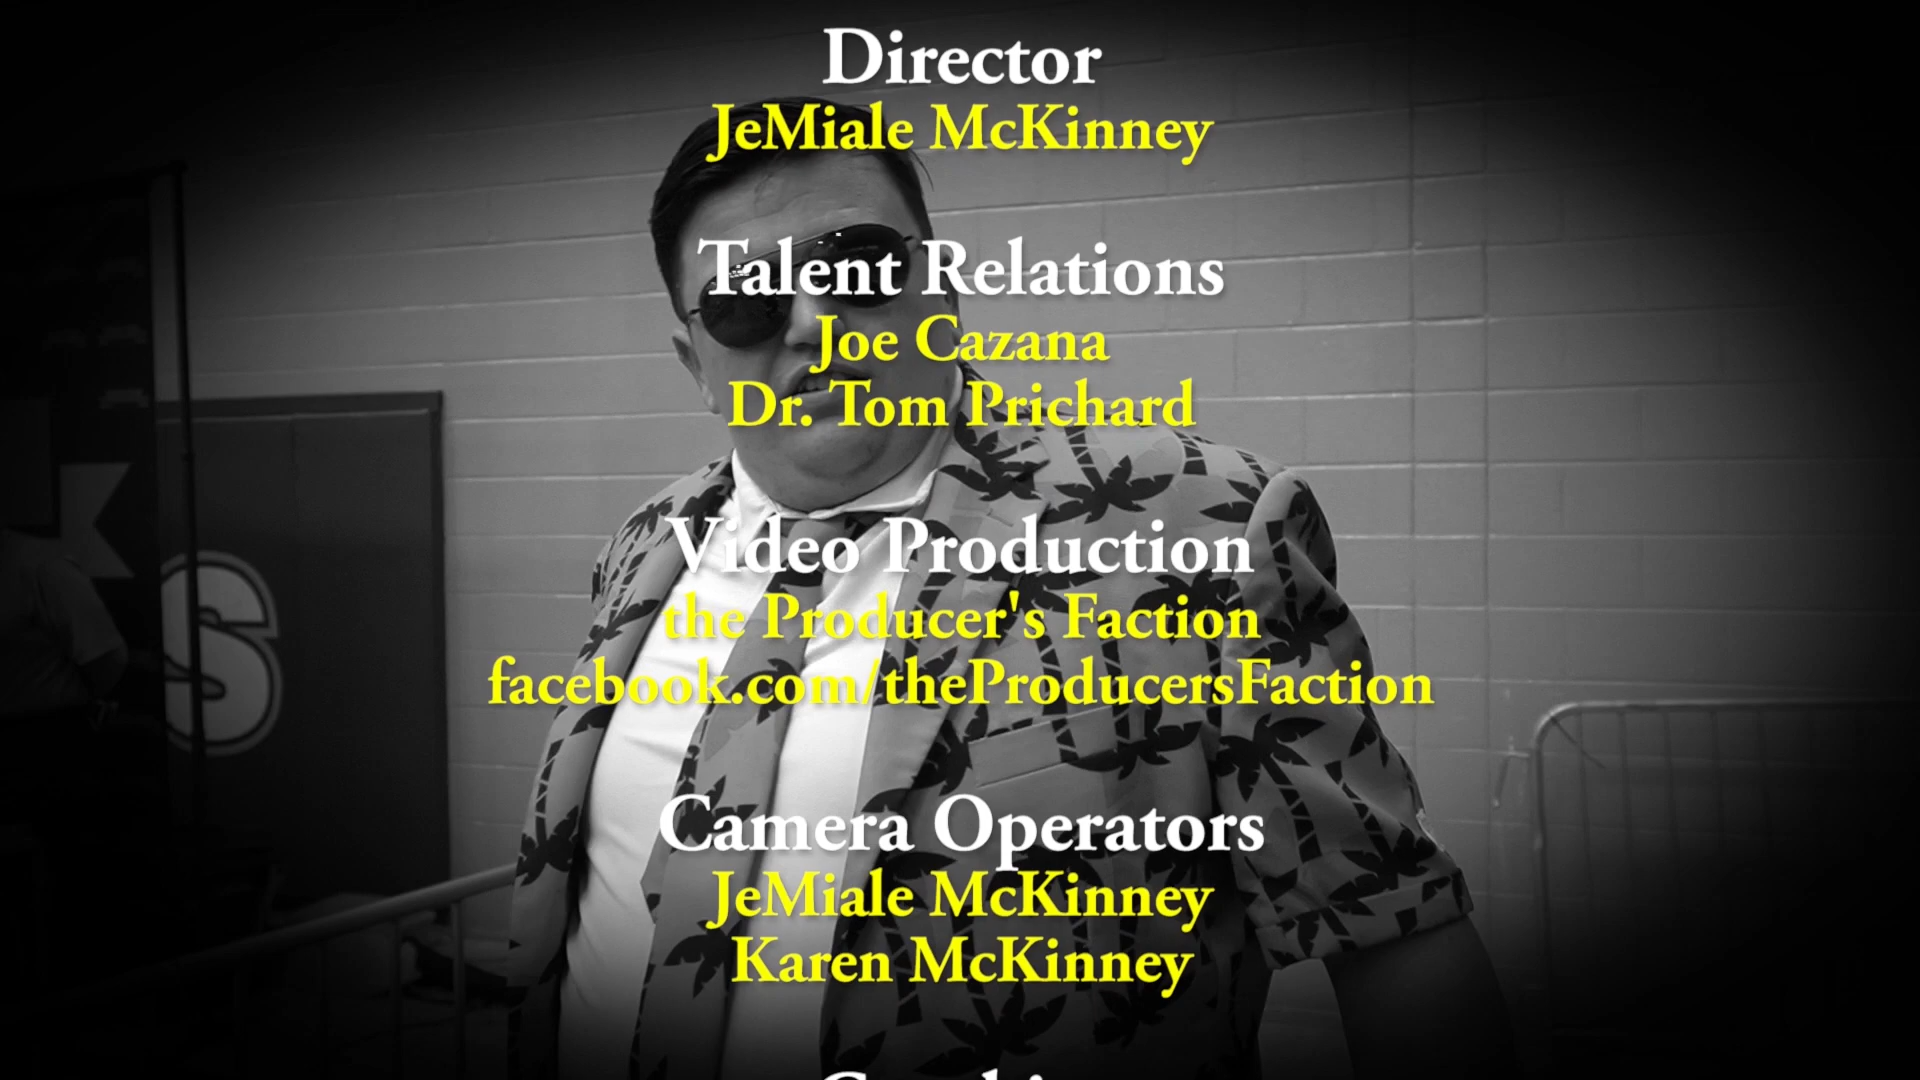 Director
JeMiale McKinney
Talent Relations
Joe Cazana
Dr. Tom Prichard
Video Production
the Producer's Faction
facebook.com/theProducersFaction
Camera Operators
JeMiale McKinney
Karen McKinney
S